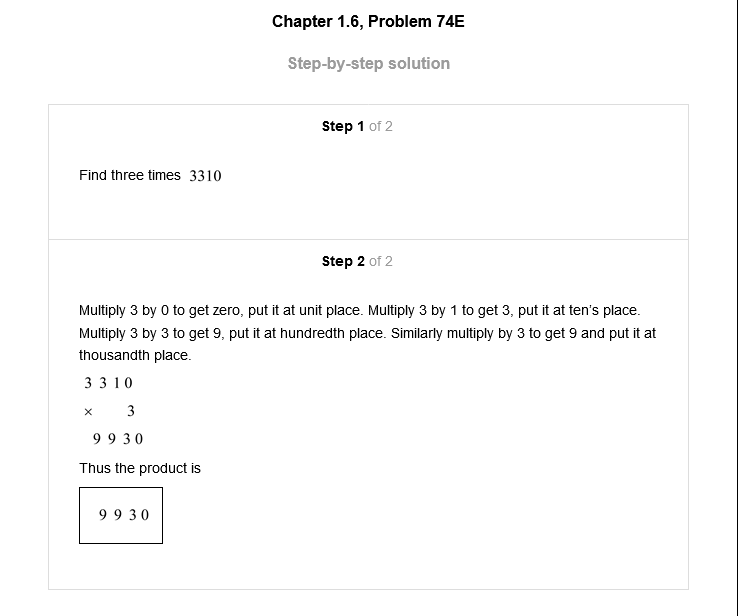 Chapter 1.6, Problem 74E
Step-by-step solution
Step 1 of 2
Find three times 3310
Step 2 of 2
Multiply 3 by 0 to get zero, put it at unit place. Multiply 3 by 1 to get 3, put it at ten's place.
Multiply 3 by 3 to get 9, put it at hundredth place. Similarly multiply by 3 to get 9 and put it at
thousandth place.
3 3 1 0
× 3
9 9 3 0
Thus the product is
9 9 3 0